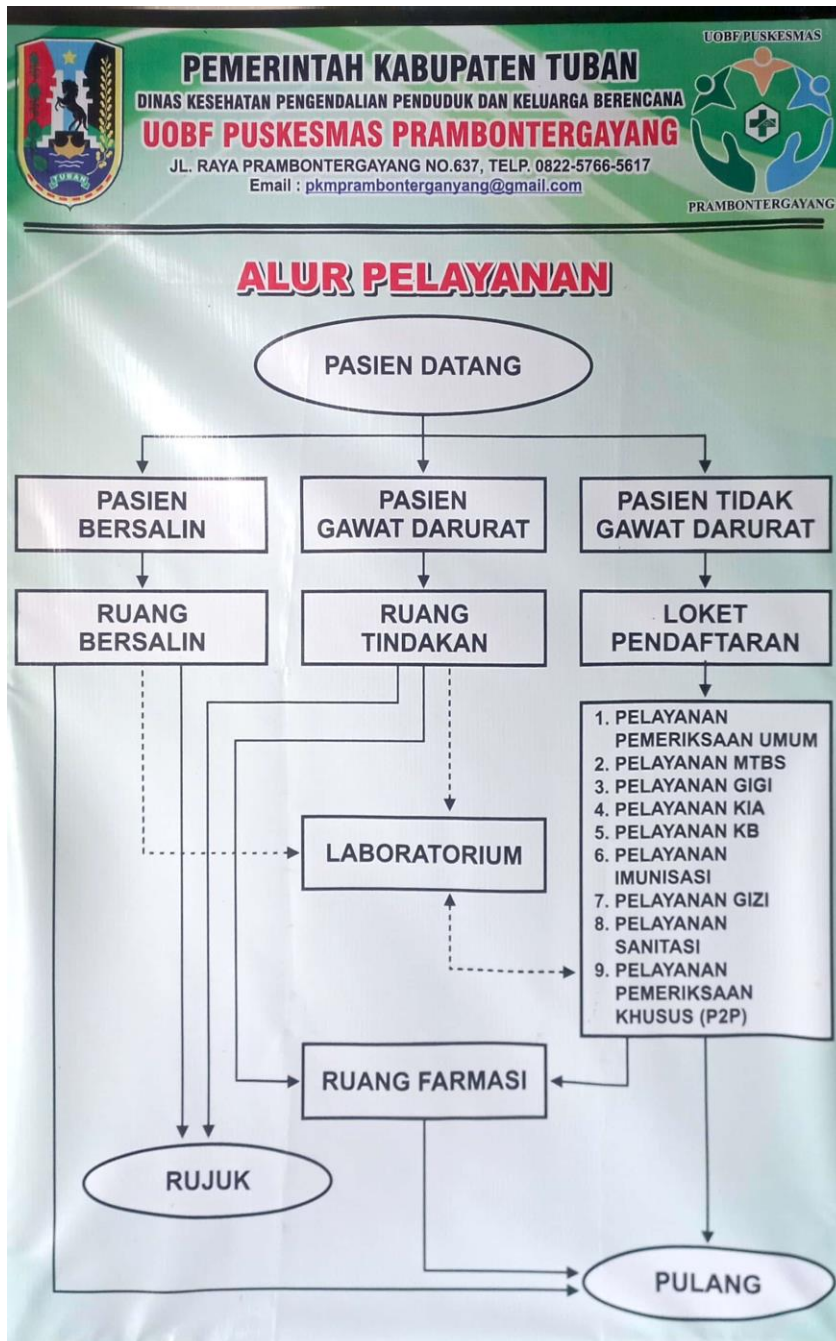 UOBF PUSKESMAS
PEMERINTAH KABUPATEN TUBAN
DINAS KESEHATAN PENGENDALIAN PENDUDUK DAN KELUARGA BERENCANA
UOBF PUSKESMAS PRAMBONTERGAYANG
JL. RAYA PRAMBONTERGAYANG NO.637, TELP. 0822-5766-5617
Email : pkmprambonterganyang@gmail.com
TUBAN
PRAMBONTERGAYANG
ALUR PELAYANAN
PASIEN DATANG
PASIEN
BERSALIN
PASIEN
GAWAT DARURAT
PASIEN TIDAK
GAWAT DARURAT
RUANG
BERSALIN
RUANG
TINDAKAN
LOKET
PENDAFTARAN
1. PELAYANAN
PEMERIKSAAN UMUM
2. PELAYANAN MTBS
3. PELAYANAN GIGI
4. PELAYANAN KIA
5. PELAYANAN KB
6. PELAYANAN
IMUNISASI
7. PELAYANAN GIZI
8. PELAYANAN
SANITASI
9. PELAYANAN
PEMERIKSAAN
KHUSUS (P2P)
LABORATORIUM
RUANG FARMASI
RUJUK
PULANG